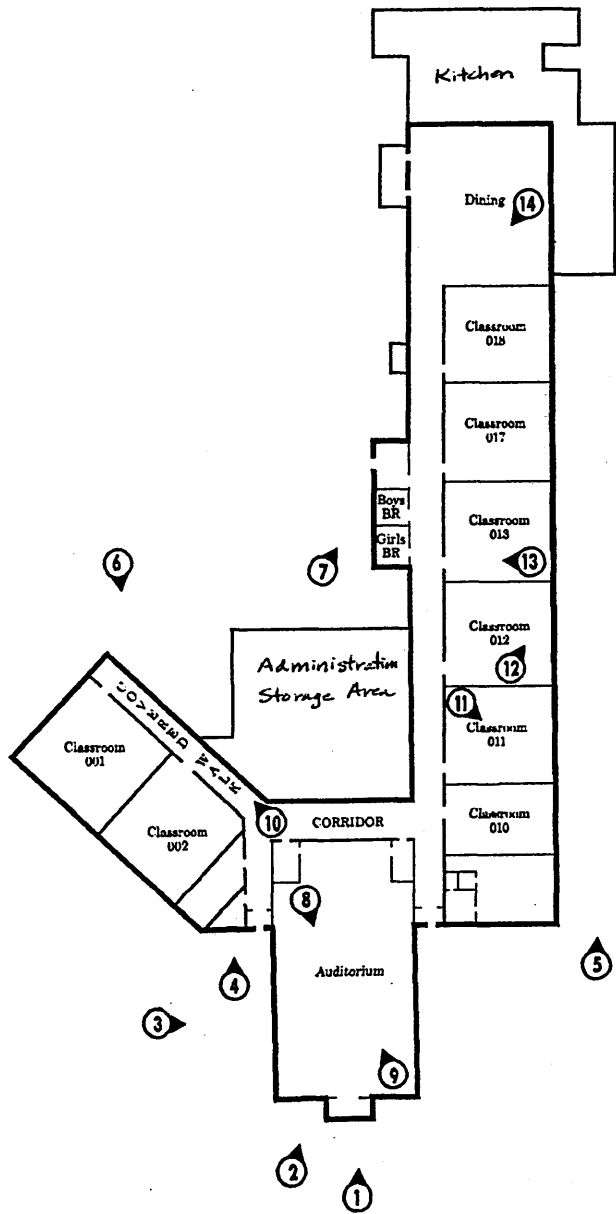 Kitchen
Dining
14
Classroom
018
Classroom
017
Boys
BR
Girls
BR
Classroom
013
13
6
7
Classroom
012
12
Administration
Storage Area
11
Classroom
011
COVERED WALK
Classroom
001
Classroom
002
10
CORRIDOR
Classroom
010
8
Auditorium
4
5
3
9
2
1